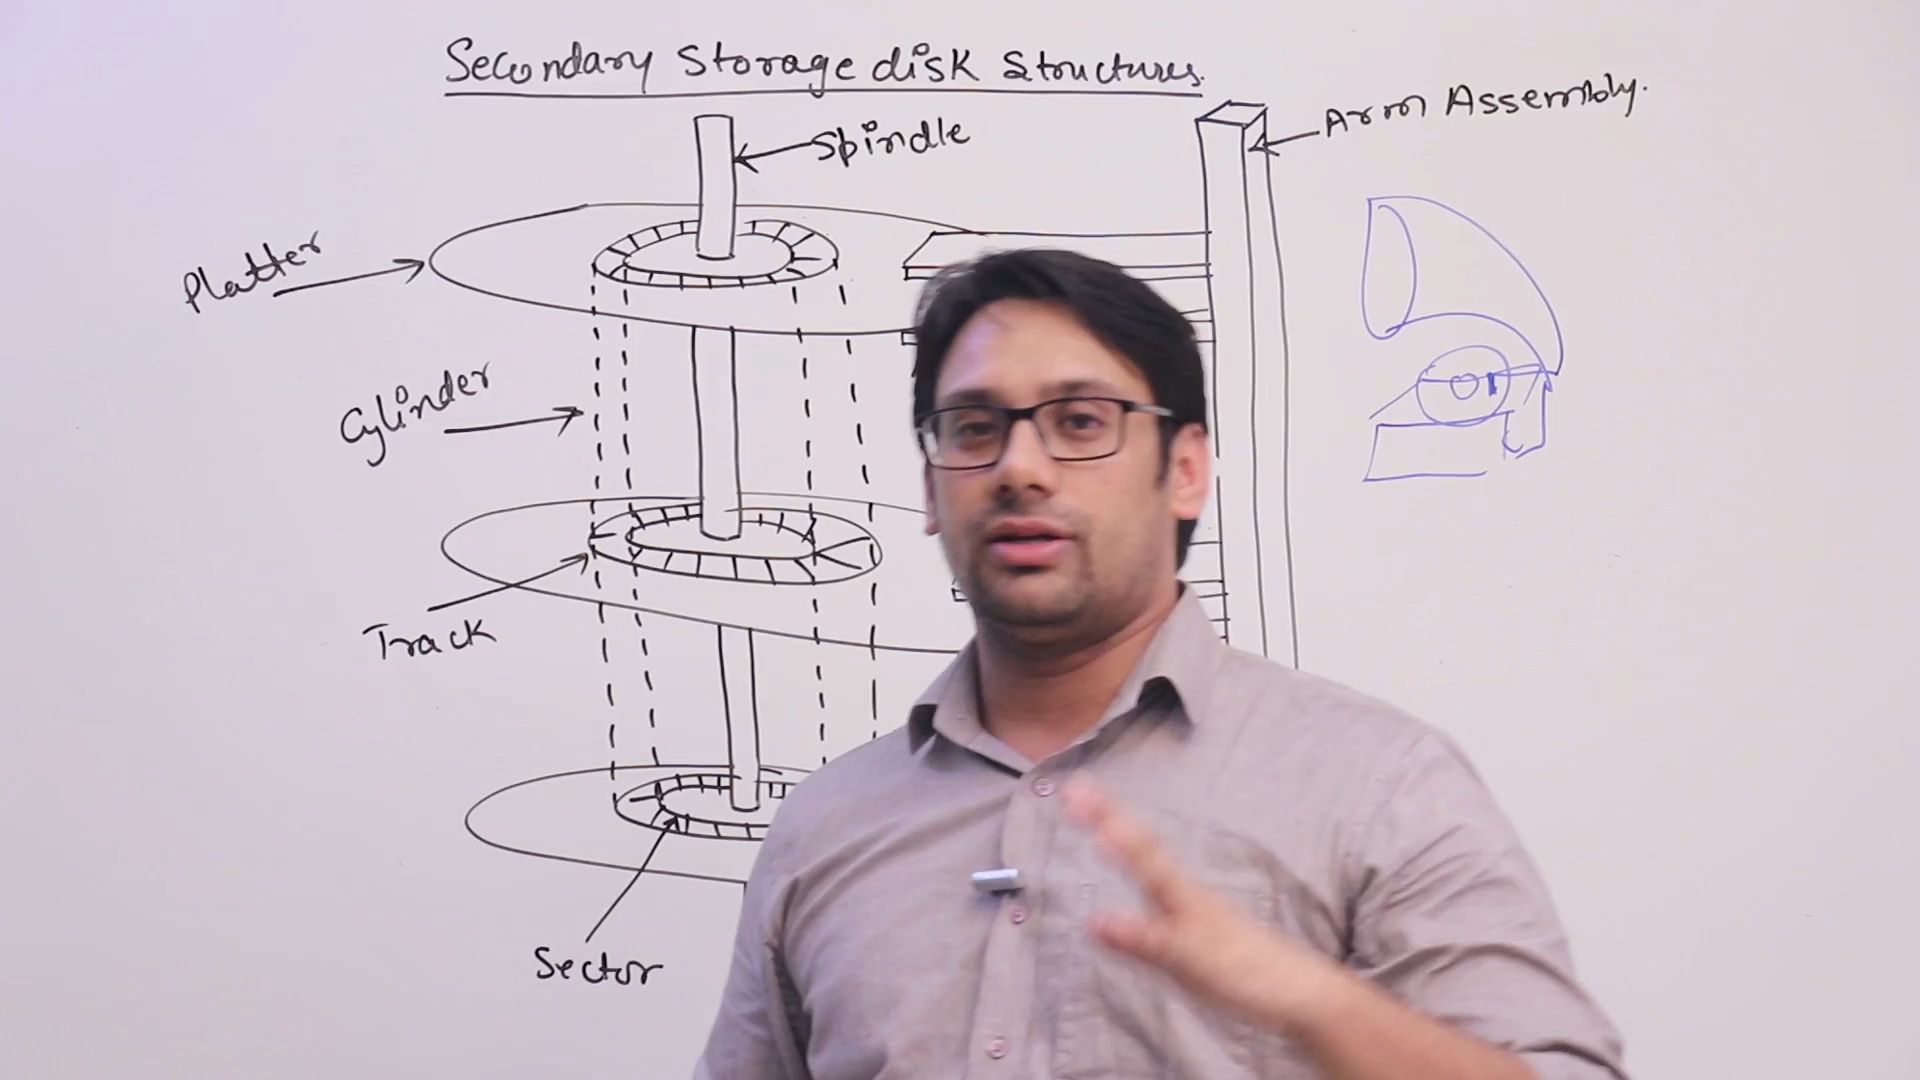 Secondary Storage disk Structures.
Spindle
Arm Assembly.
Platter
Cylinder
Track
Sector